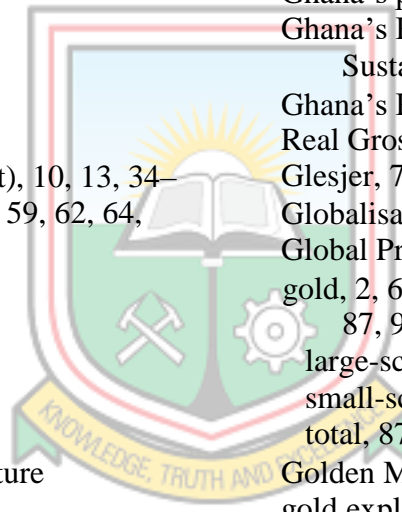 Ghana's p
Ghana's
Susta
Ghana's
Real Gros
t), 10, 13, 34–
59, 62, 64,
Glesjer, 7
Globalisa
Global Pr
gold, 2, 6
87, 9
large-sc
small-sc
total, 87
ture
Golden M
gold expl
KNOWLEDGE, TRUTH AND EXCELLENCE